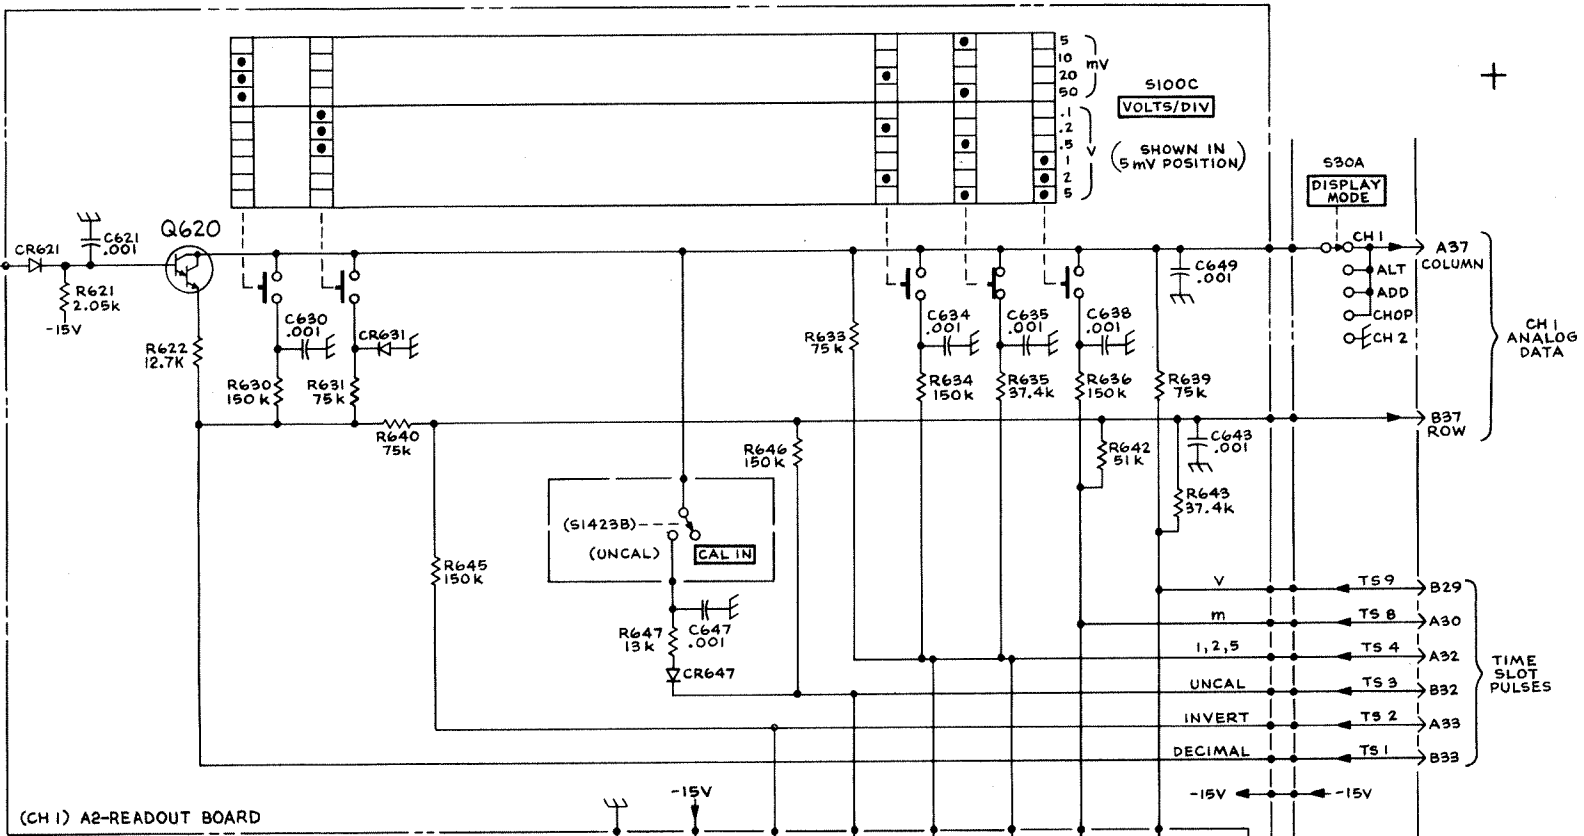 5
10
20
50
mV
.1
.2
.5
1
2
5
V
S100C
VOLTS/DIV
(SHOWN IN
5mV POSITION)
S30A
DISPLAY
MODE
CH 1
ALT
ADD
CHOP
CH 2
A37
COLUMN
CH 1
ANALOG
DATA
B37
ROW
CR621
C621
.001
Q620
R621
2.05k
-15V
R622
12.7K
C630
.001
CR631
R630
150k
R631
75k
R640
75k
R633
75k
C634
.001
C635
.001
C638
.001
C649
.001
R634
150k
R635
37.4k
R636
150k
R639
75k
R646
150k
R642
51k
C643
.001
R643
37.4k
(S1423B)
(UNCAL)
CAL IN
R645
150k
R647
13k
C647
.001
CR647
V
TS 9
B29
m
TS 8
A30
1,2,5
TS 4
A32
UNCAL
TS 3
B32
INVERT
TS 2
A33
DECIMAL
TS 1
B33
TIME
SLOT
PULSES
-15V
-15V
-15V
(CH 1) A2-READOUT BOARD